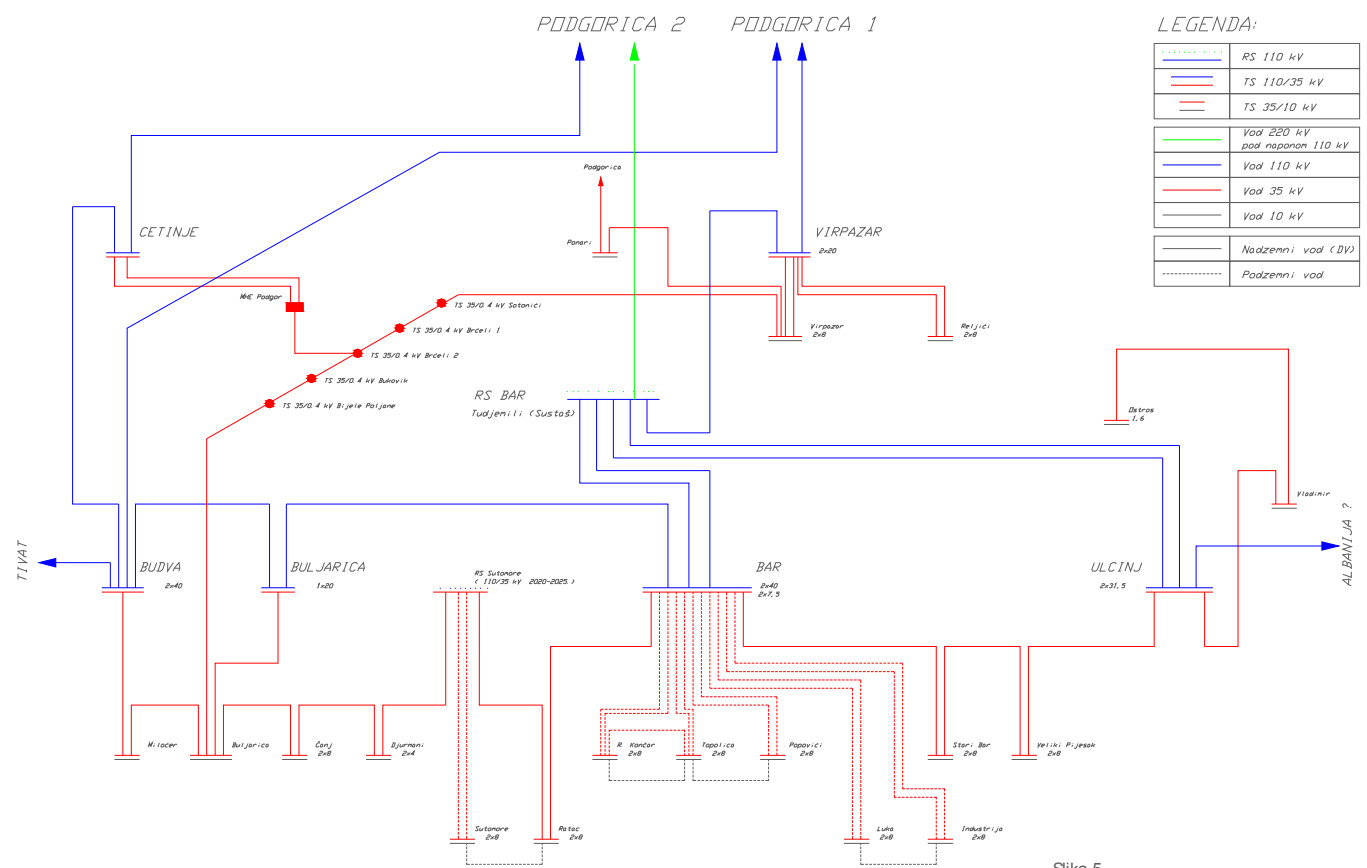 PODGORICA 2
PODGORICA 1
LEGENDA:
RS 110 kV
TS 110/35 kV
TS 35/10 kV
Vod 220 kV
pod naponom 110 kV
Vod 110 kV
Vod 35 kV
Vod 10 kV
Nadzemni vod (DV)
Podzemni vod
Podgorica
CETINJE
Ponari
VIRPAZAR
2x20
MHE Podgor
TS 35/0.4 kV Sotonići
TS 35/0.4 kV Brceli 1
TS 35/0.4 kV Brceli 2
TS 35/0.4 kV Bukovik
TS 35/0.4 kV Bijele Poljane
Virpazar
2x8
Reljići
2x8
RS BAR
Tudjemili (Sustaš)
Ostros
1,6
Vladimir
TIVAT
BUDVA
2x40
BULJARICA
1x20
RS Sutomore
( 110/35 kV 2020-2025.)
BAR
2x40
2x7,5
ULCINJ
2x31,5
ALBANIJA ?
Milocer
Buljarica
Čanj
2x8
Djurmani
2x4
R. Končar
2x8
Topolica
2x8
Popovići
2x8
Stari Bar
2x8
Veliki Pijesak
2x8
Sutomore
2x8
Ratac
2x8
Luka
2x8
Industrija
2x8
Slika 5